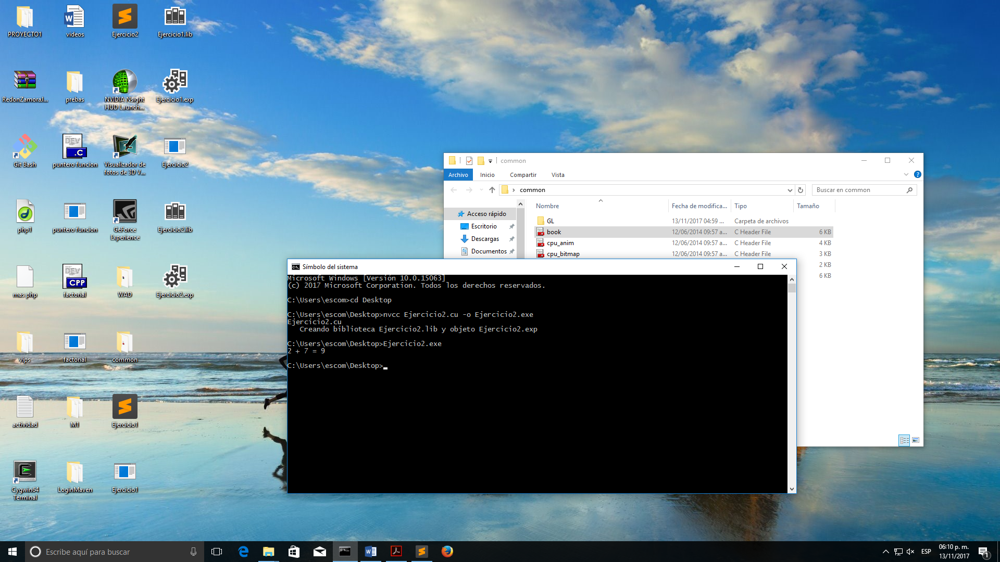 PROYECTO1
videos
Ejercicio2
Ejercicio1.lib
RedonZamoraJ...
prebas
NVIDIA Nsight
HUD Launch...
Ejercicio1.exp
Git Bash
puntero funcion
Visualizador de
fotos de 3D V...
Ejercicio2
php1
puntero funcion
GeForce
Experience
Ejercicio2.lib
mas php
factorial
WAD
Ejercicio2.exp
vips
factorial
common
actividad
M1
Ejercicio1
Cygwin64
Terminal
LoginMaven
Ejercicio1
common
Archivo
Inicio
Compartir
Vista
common
Buscar en common
Acceso rápido
Escritorio
Descargas
Documentos
Nombre
Fecha de modifica...
Tipo
Tamaño
GL
13/11/2017 04:59 ...
Carpeta de archivos
book
12/06/2014 09:57 a...
C Header File
6 KB
cpu_anim
12/06/2014 09:57 a...
C Header File
4 KB
cpu_bitmap
12/06/2014 09:57 a...
C Header File
3 KB
2 KB
6 KB
Símbolo del sistema
Microsoft Windows [Versión 10.0.15063]
(c) 2017 Microsoft Corporation. Todos los derechos reservados.
C:\Users\escom>cd Desktop
C:\Users\escom\Desktop>nvcc Ejercicio2.cu -o Ejercicio2.exe
Ejercicio2.cu
Creando biblioteca Ejercicio2.lib y objeto Ejercicio2.exp
C:\Users\escom\Desktop>Ejercicio2.exe
2 + 7 = 9
C:\Users\escom\Desktop>
Escribe aquí para buscar
ESP
06:10 p. m.
13/11/2017
1